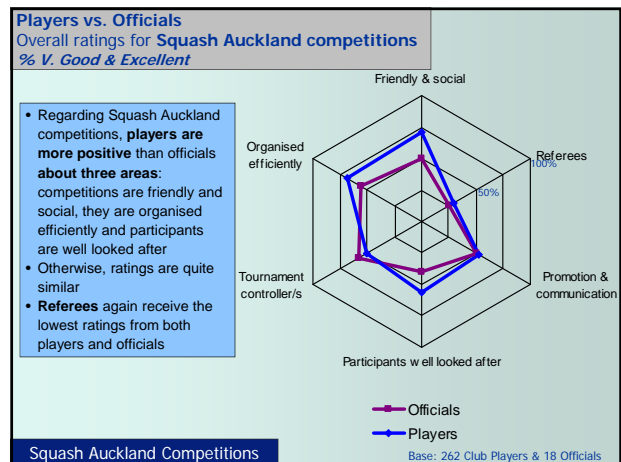 Players vs. Officials
Overall ratings for Squash Auckland competitions
% V. Good & Excellent
• Regarding Squash Auckland
competitions, players are
more positive than officials
about three areas:
competitions are friendly and
social, they are organised
efficiently and participants
are well looked after
• Otherwise, ratings are quite
similar
• Referees again receive the
lowest ratings from both
players and officials
Friendly & social
Organised
efficiently
Referees
100%
50%
Tournament
controller/s
Promotion &
communication
Participants well looked after
Officials
Players
Squash Auckland Competitions
Base: 262 Club Players & 18 Officials